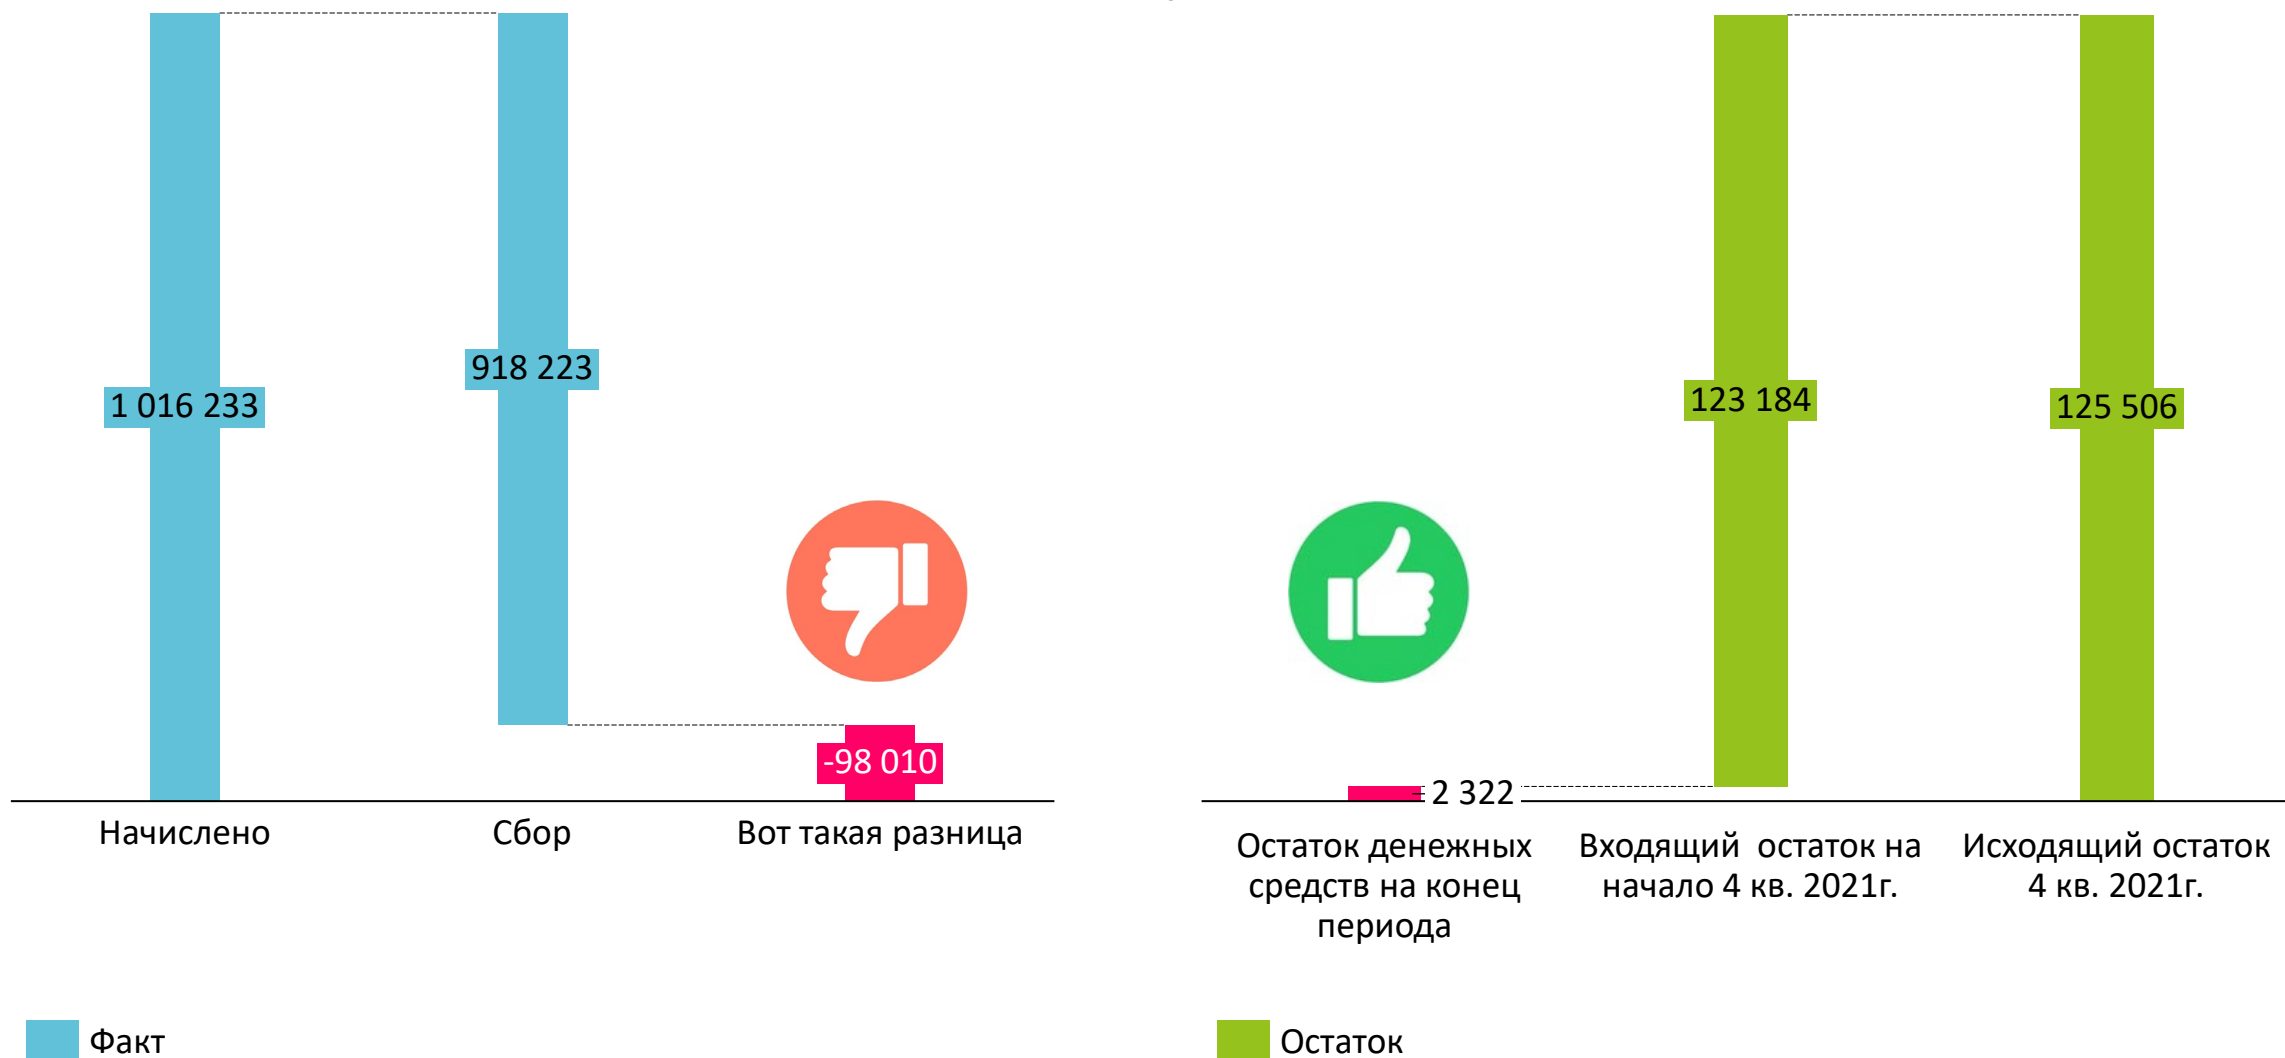 1 016 233
918 223
-98 010
Начислено
Сбор
Вот такая разница
Факт
2 322
123 184
125 506
Остаток денежных
средств на конец
периода
Входящий  остаток на
начало 4 кв. 2021г.
Исходящий остаток
4 кв. 2021г.
Остаток